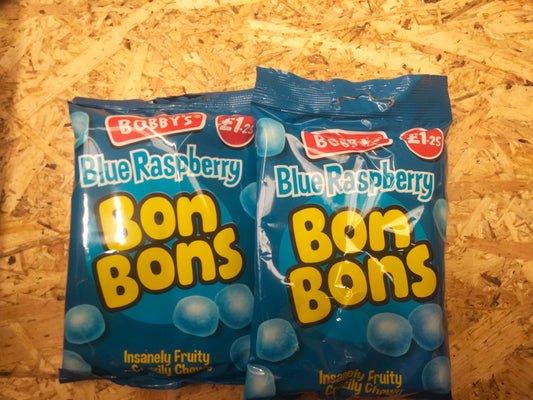 BOBBY'S
£1.25
Blue Raspberry
BON
BONS
Insanely Fruity
Chewy
BOBBY'S
£1.25
Blue Raspberry
BON
BONS
Insanely Fruity
Chewy